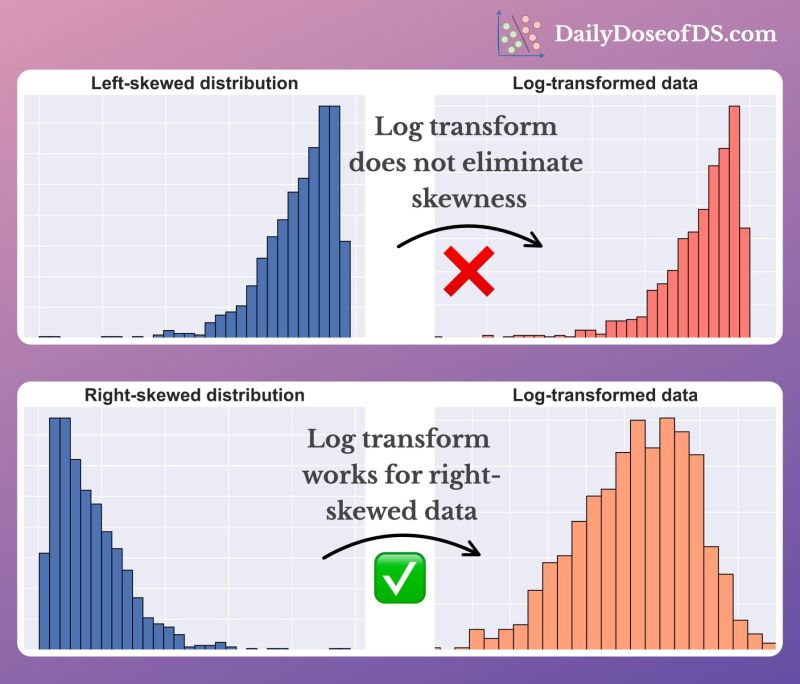 DailyDoseofDS.com
Left-skewed distribution
Log-transformed data
Log transform
does not eliminate
skewness
Right-skewed distribution
Log-transformed data
Log transform
works for right-
skewed data